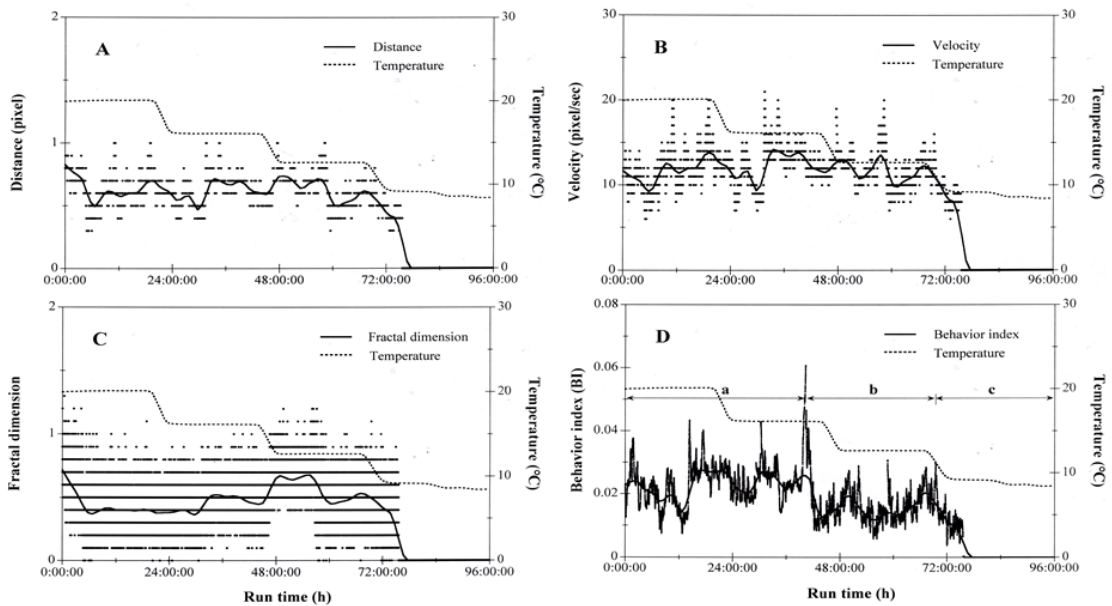 2
30
A
Distance
Temperature
20
1
10
0
0
0:00:00
24:00:00
48:00:00
72:00:00
96:00:00
Distance (pixel)
Temperature (℃)
30
30
B
Velocity
Temperature
20
20
10
10
0
0
0:00:00
24:00:00
48:00:00
72:00:00
96:00:00
Velocity (pixel/sec)
Temperature (℃)
2
30
C
Fractal dimension
Temperature
20
1
10
0
0
0:00:00
24:00:00
48:00:00
72:00:00
96:00:00
Fractal dimension
Temperature (℃)
Run time (h)
0.08
30
D
Behavior index
Temperature
0.06
20
a
b
c
0.04
10
0.02
0
0
0:00:00
24:00:00
48:00:00
72:00:00
96:00:00
Behavior index (BI)
Temperature (℃)
Run time (h)